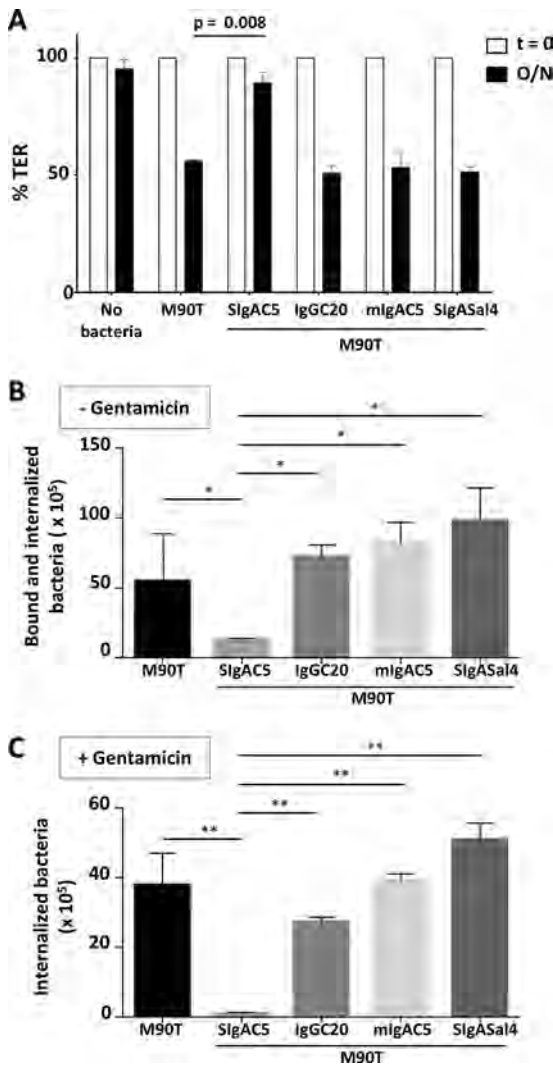 A
p = 0.008
t = 0
O/N
100
50
0
% TER
No bacteria
M90T
SIgAC5
IgGC20
mIgAC5
SIgASal4
M90T
B
- Gentamicin
*
*
*
*
150
100
50
0
Bound and internalized
bacteria ( x 10⁵)
M90T
SIgAC5
IgGC20
mIgAC5
SIgASal4
M90T
C
+ Gentamicin
**
**
**
**
60
40
20
0
Internalized bacteria
(x 10⁵)
M90T
SIgAC5
IgGC20
mIgAC5
SIgASal4
M90T